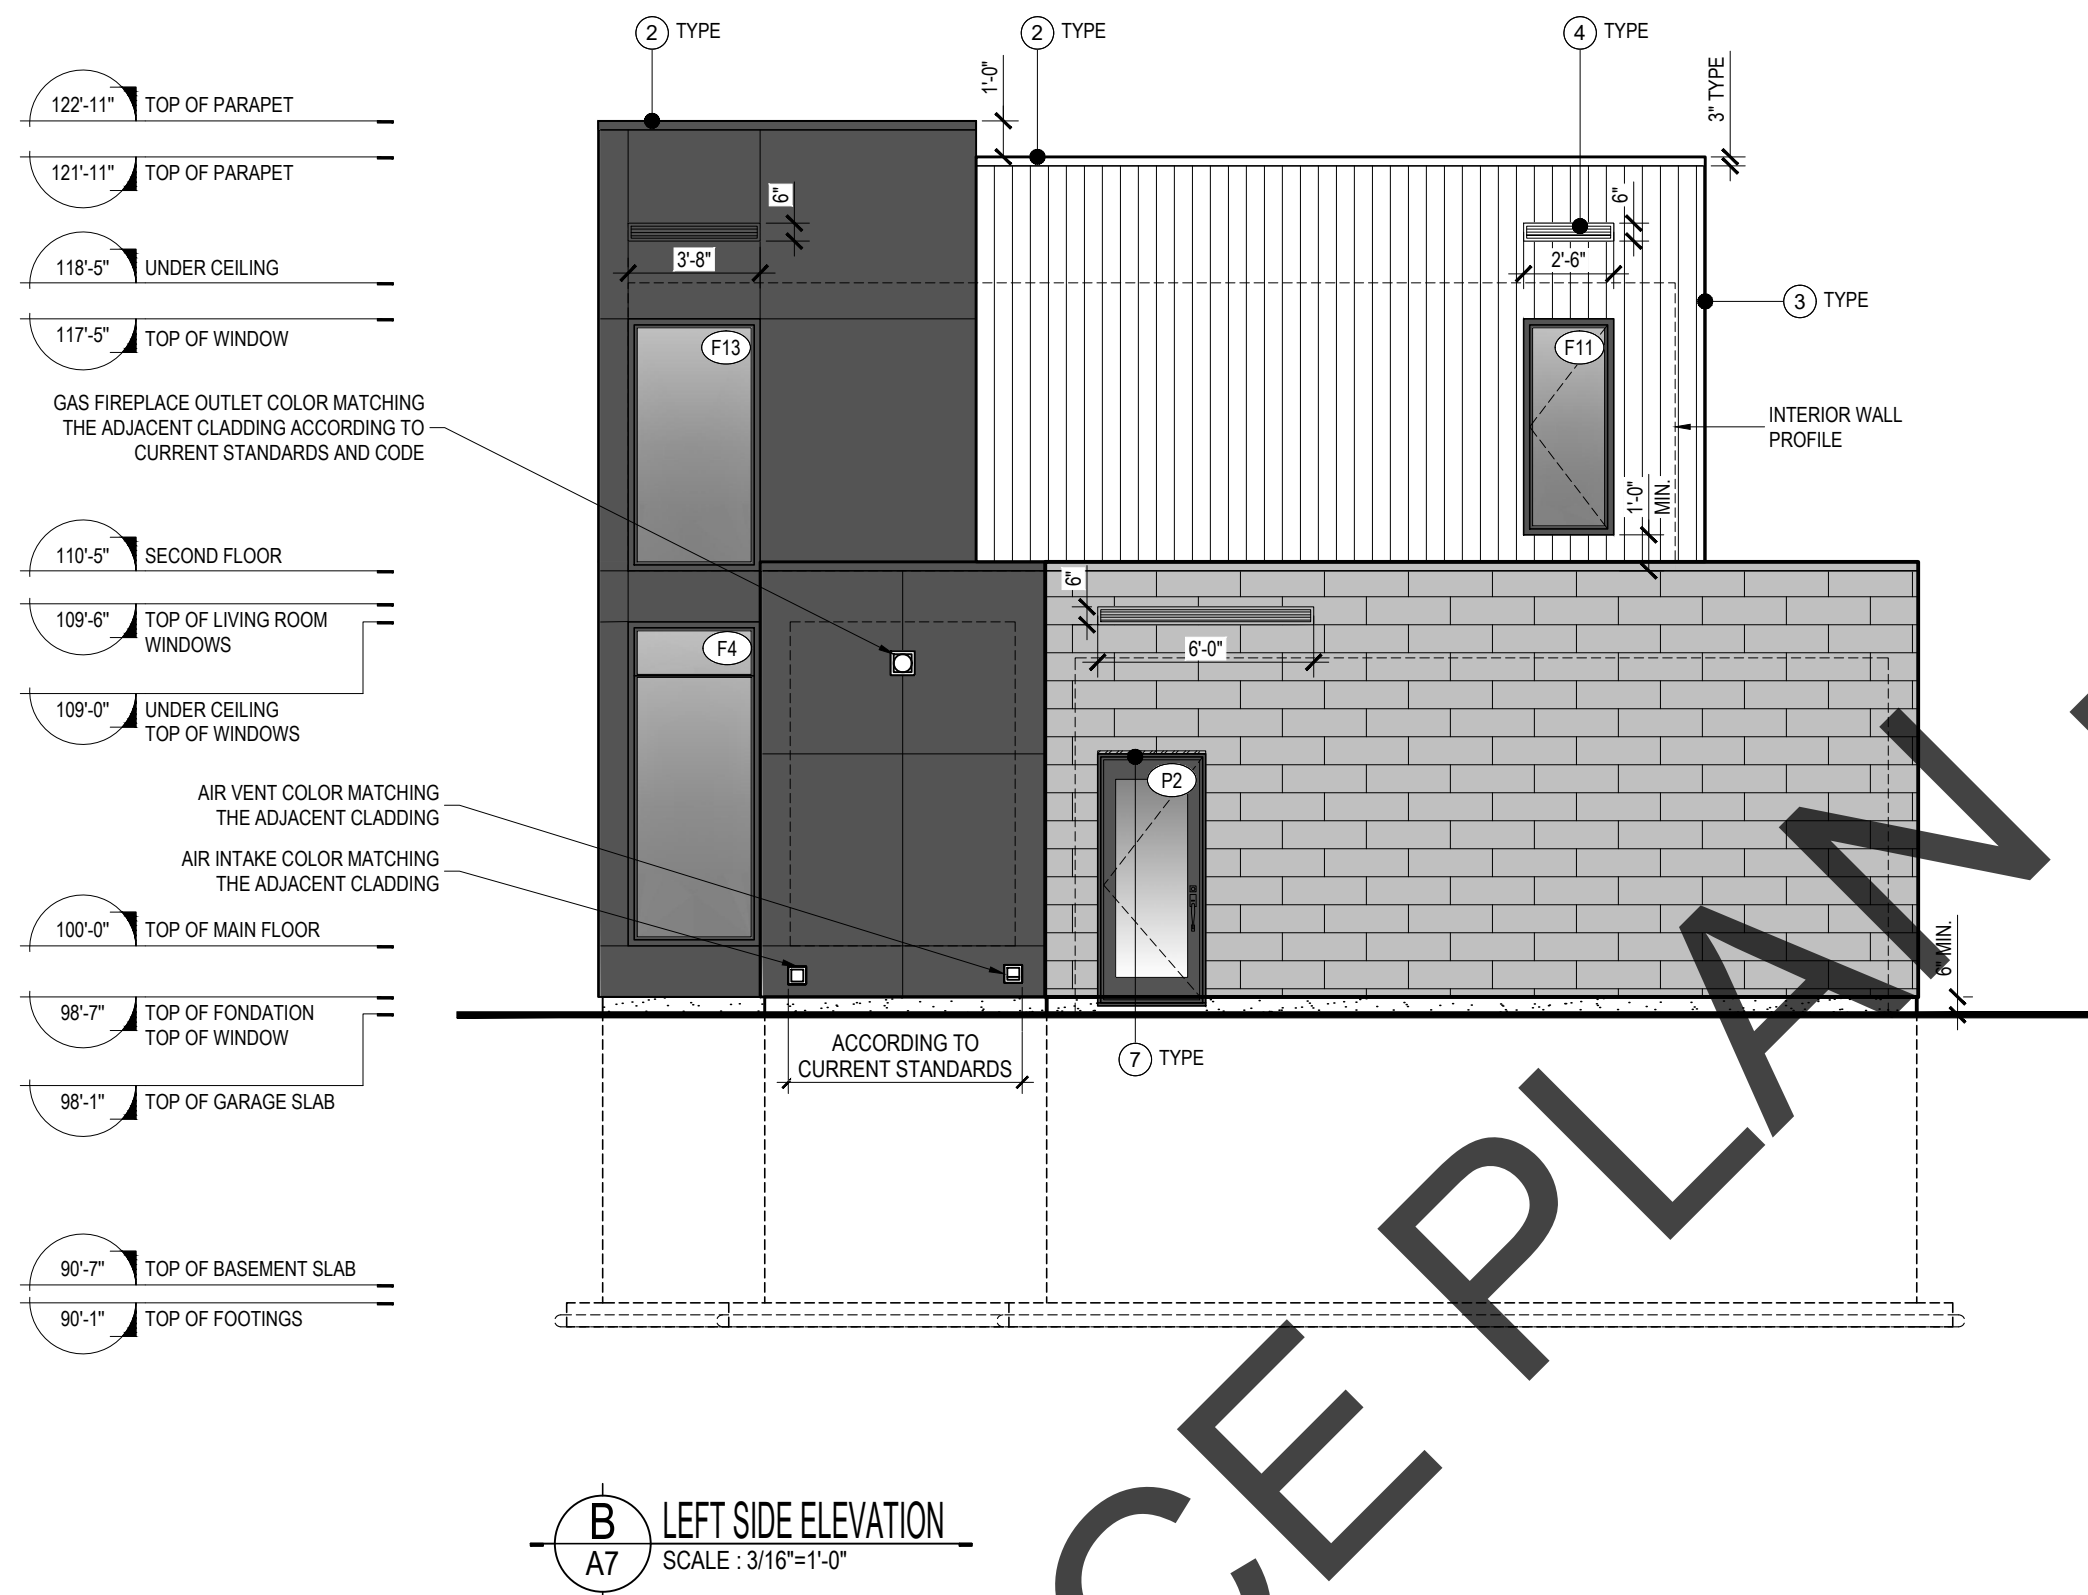 2 TYPE
2 TYPE
4 TYPE
122'-11" TOP OF PARAPET
1'-0"
3" TYPE
121'-11" TOP OF PARAPET
6"
6"
118'-5" UNDER CEILING
3'-8"
2'-6"
3 TYPE
117'-5" TOP OF WINDOW
F13
F11
GAS FIREPLACE OUTLET COLOR MATCHING
THE ADJACENT CLADDING ACCORDING TO
CURRENT STANDARDS AND CODE
INTERIOR WALL
PROFILE
1'-0"
MIN.
110'-5" SECOND FLOOR
6"
109'-6" TOP OF LIVING ROOM
WINDOWS
F4
6'-0"
109'-0" UNDER CEILING
TOP OF WINDOWS
P2
AIR VENT COLOR MATCHING
THE ADJACENT CLADDING
AIR INTAKE COLOR MATCHING
THE ADJACENT CLADDING
100'-0" TOP OF MAIN FLOOR
6" MIN.
98'-7" TOP OF FONDATION
TOP OF WINDOW
ACCORDING TO
CURRENT STANDARDS
7 TYPE
98'-1" TOP OF GARAGE SLAB
90'-7" TOP OF BASEMENT SLAB
90'-1" TOP OF FOOTINGS
CE PLAN
B LEFT SIDE ELEVATION
A7 SCALE : 3/16"=1'-0"